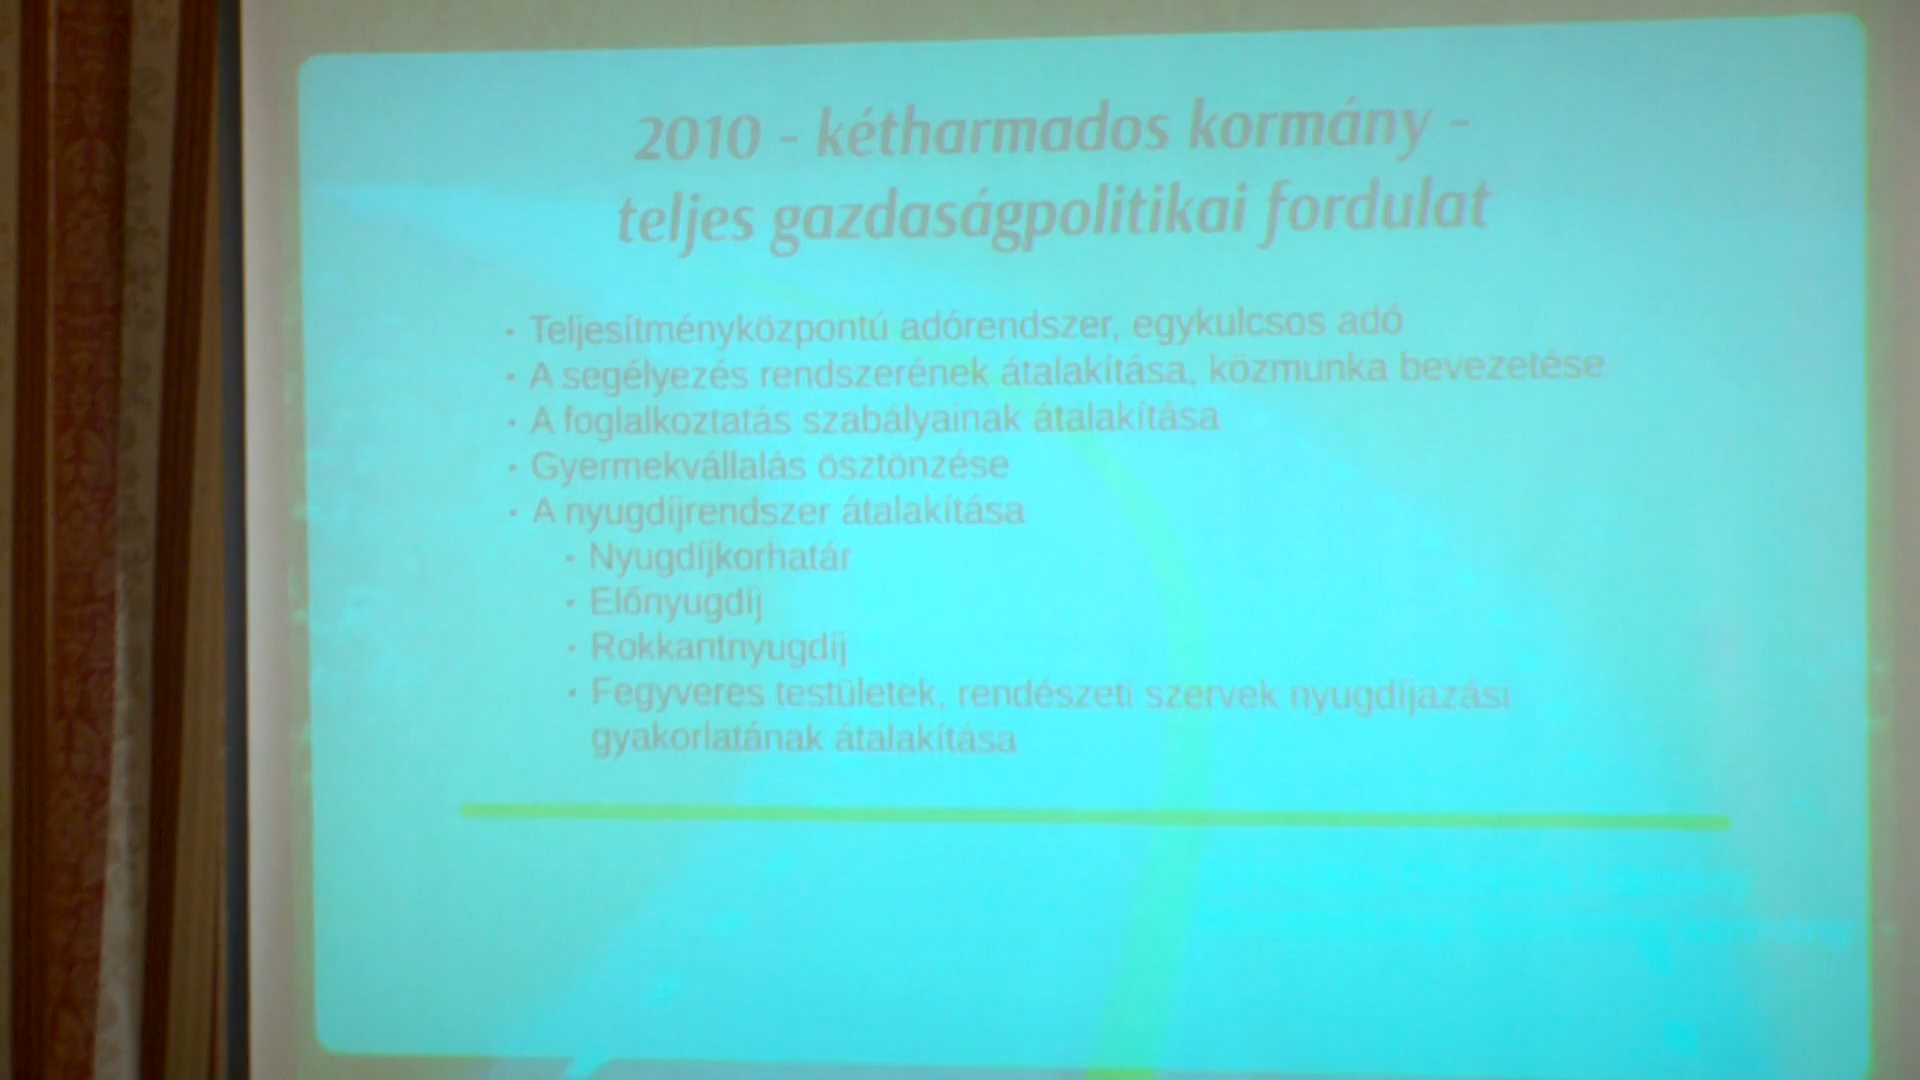 2010 - kétharmados kormány -
teljes gazdaságpolitikai fordulat
• Teljesítményközpontú adórendszer, egykulcsos adó
• A segélyezés rendszerének átalakítása, közmunka bevezetése
• A foglalkoztatás szabályainak átalakítása
• Gyermekvállalás ösztönzése
• A nyugdíjrendszer átalakítása
• Nyugdíjkorhatár
• Előnyugdíj
• Rokkantnyugdíj
• Fegyveres testületek, rendészeti szervek nyugdíjazási
gyakorlatának átalakítása